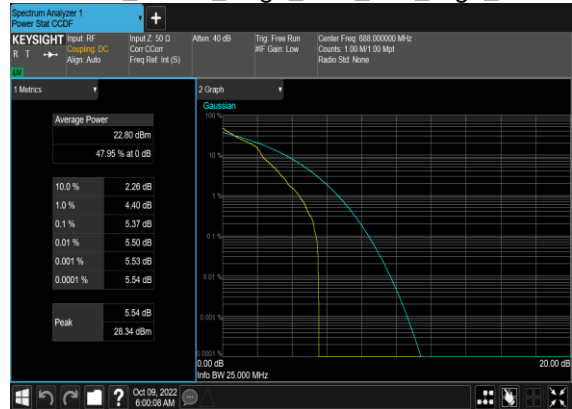 Spectrum Analyzer 1
Power Stat CCDF
+
KEYSIGHT
R T
LXI
Input: RF
Coupling: DC
Align: Auto
Input Z: 50 Ω
Corr CCorr
Freq Ref: Int (S)
Atten: 40 dB
Trig: Free Run
#IF Gain: Low
Center Freq: 688.000000 MHz
Counts: 1.00 M/1.00 Mpt
Radio Std: None
1 Metrics
Average Power
22.80 dBm
47.95 % at 0 dB
10.0 % 2.26 dB
1.0 % 4.40 dB
0.1 % 5.37 dB
0.01 % 5.50 dB
0.001 % 5.53 dB
0.0001 % 5.54 dB
Peak
5.54 dB
28.34 dBm
2 Graph
Gaussian
100 %
10 %
1 %
0.1 %
0.01 %
0.001 %
0.0001 %
0.00 dB
20.00 dB
Info BW 25.000 MHz
?
Oct 09, 2022
6:00:08 AM